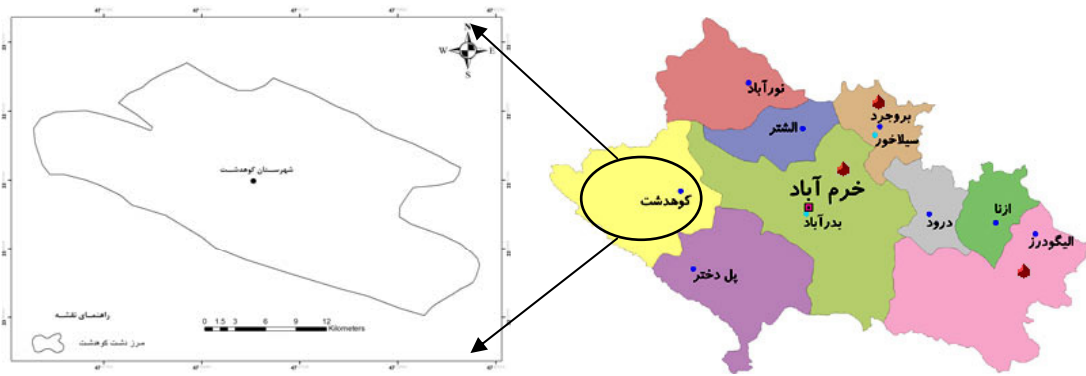 N
W E
S
شهرستان کوهدشت
راهنمای نقشه
مرز دشت کوهدشت
0 1.5 3 6 9 12
Kilometers
نورآباد
الشتر
بروجرد
سیلاخور
خرم آباد
بدرآباد
کوهدشت
پل دختر
درود
ازنا
الیگودرز